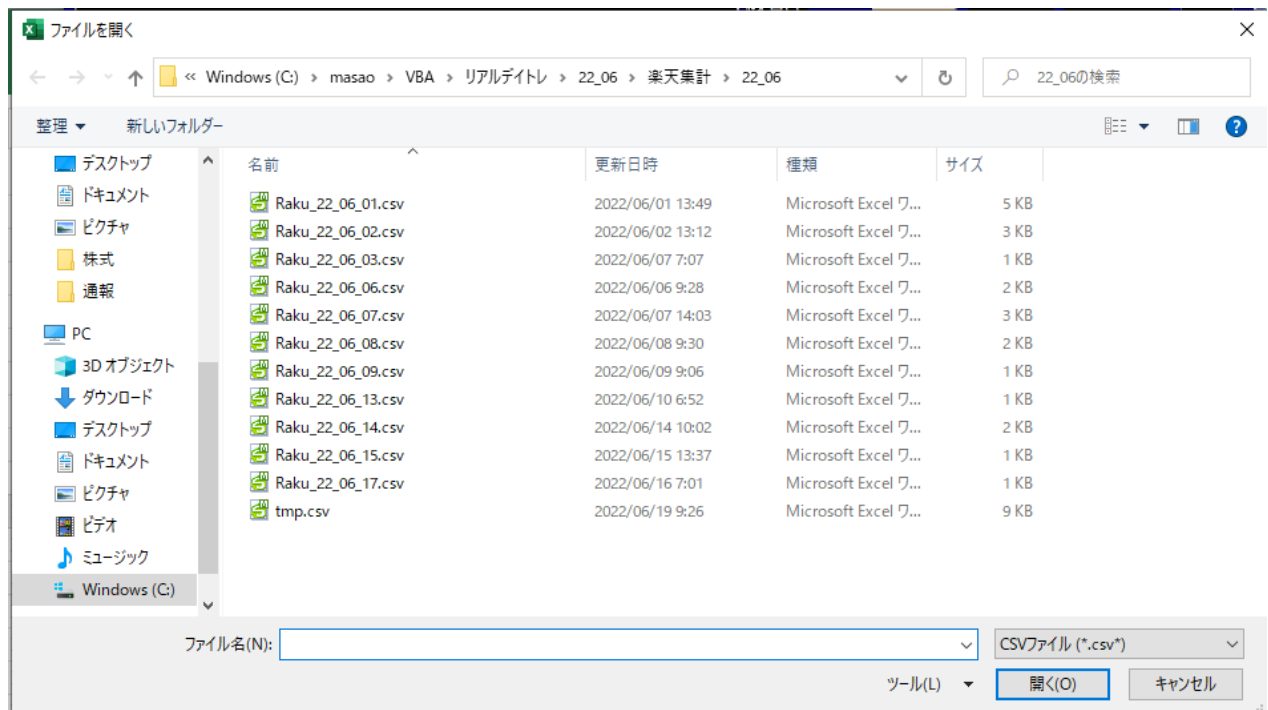 ファイルを開く
« Windows (C:) › masao › VBA › リアルデイトレ › 22_06 › 楽天集計 › 22_06
22_06の検索
整理 新しいフォルダー
デスクトップ
ドキュメント
ピクチャ
株式
通報
PC
3D オブジェクト
ダウンロード
デスクトップ
ドキュメント
ピクチャ
ビデオ
ミュージック
Windows (C:)
名前 更新日時 種類 サイズ
Raku_22_06_01.csv 2022/06/01 13:49 Microsoft Excel ワ... 5 KB
Raku_22_06_02.csv 2022/06/02 13:12 Microsoft Excel ワ... 3 KB
Raku_22_06_03.csv 2022/06/07 7:07 Microsoft Excel ワ... 1 KB
Raku_22_06_06.csv 2022/06/06 9:28 Microsoft Excel ワ... 2 KB
Raku_22_06_07.csv 2022/06/07 14:03 Microsoft Excel ワ... 3 KB
Raku_22_06_08.csv 2022/06/08 9:30 Microsoft Excel ワ... 2 KB
Raku_22_06_09.csv 2022/06/09 9:06 Microsoft Excel ワ... 1 KB
Raku_22_06_13.csv 2022/06/10 6:52 Microsoft Excel ワ... 1 KB
Raku_22_06_14.csv 2022/06/14 10:02 Microsoft Excel ワ... 2 KB
Raku_22_06_15.csv 2022/06/15 13:37 Microsoft Excel ワ... 1 KB
Raku_22_06_17.csv 2022/06/16 7:01 Microsoft Excel ワ... 1 KB
tmp.csv 2022/06/19 9:26 Microsoft Excel ワ... 9 KB
ファイル名(N): CSVファイル (*.csv*)
ツール(L) 開く(O) キャンセル